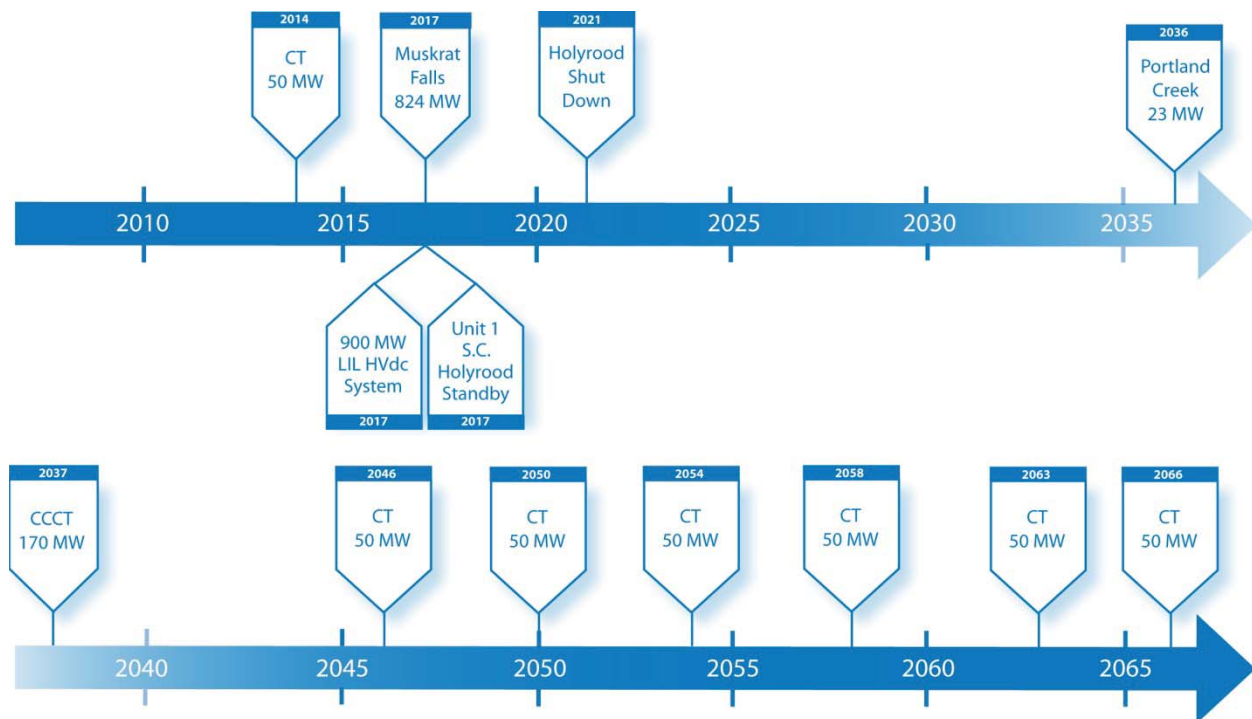 2014
CT
50 MW
2017
Muskrat
Falls
824 MW
2021
Holyrood
Shut
Down
2036
Portland
Creek
23 MW
2010 2015 2020 2025 2030 2035
900 MW
LIL HVdc
System
2017
Unit 1
S.C.
Holyrood
Standby
2017
2037
CCCT
170 MW
2046
CT
50 MW
2050
CT
50 MW
2054
CT
50 MW
2058
CT
50 MW
2063
CT
50 MW
2066
CT
50 MW
2040 2045 2050 2055 2060 2065